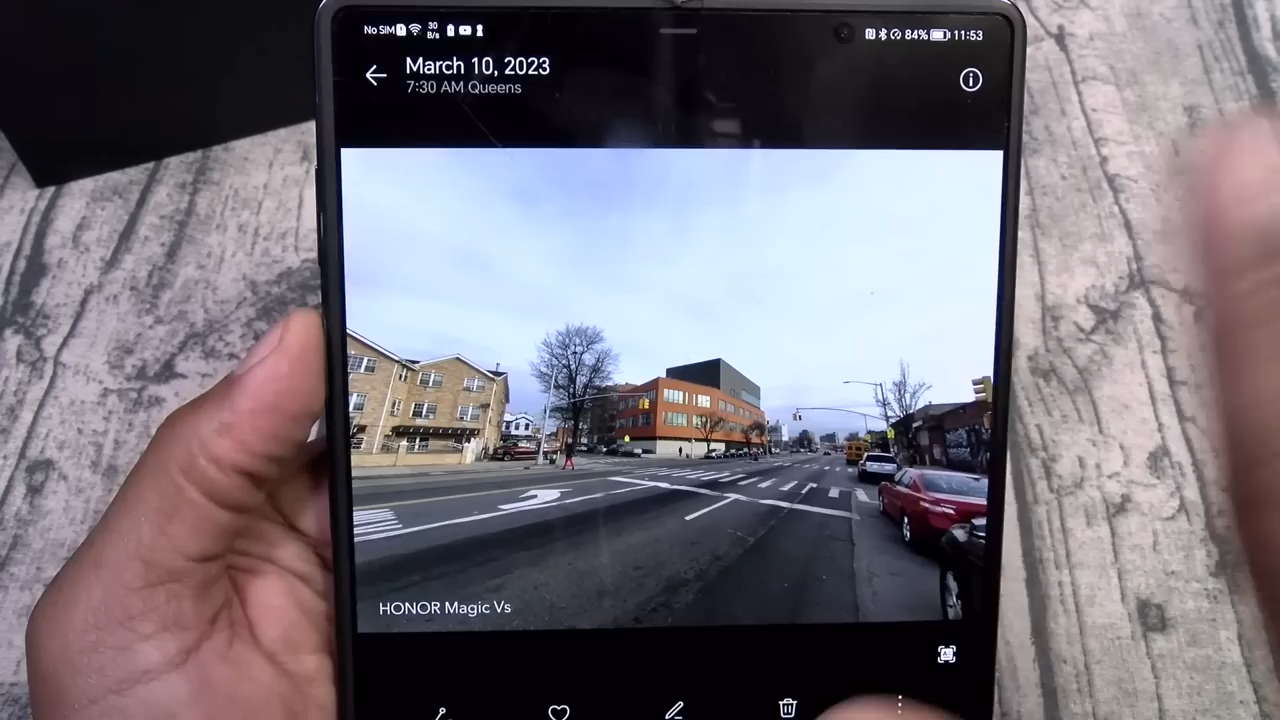 No SIM 30 B/s 84% 11:53
March 10, 2023
7:30 AM Queens
HONOR Magic Vs